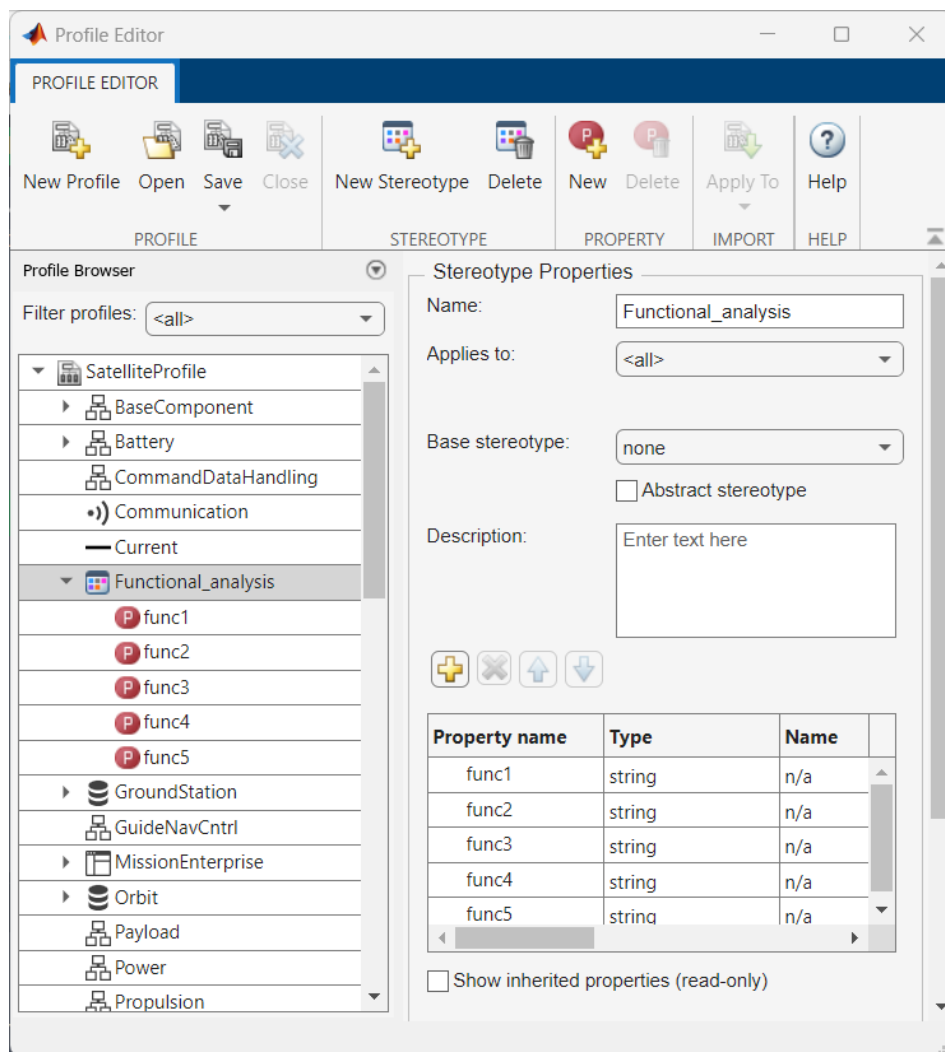 Profile Editor
PROFILE EDITOR
New Profile Open Save Close New Stereotype Delete New Delete Apply To Help
PROFILE STEREOTYPE PROPERTY IMPORT HELP
Profile Browser
Filter profiles: <all>
SatelliteProfile
BaseComponent
Battery
CommandDataHandling
Communication
Current
Functional_analysis
P func1
P func2
P func3
P func4
P func5
GroundStation
GuideNavCntrl
MissionEnterprise
Orbit
Payload
Power
Propulsion
Stereotype Properties
Name: Functional_analysis
Applies to: <all>
Base stereotype: none
Abstract stereotype
Description: Enter text here
Property name Type Name
func1 string n/a
func2 string n/a
func3 string n/a
func4 string n/a
func5 string n/a
Show inherited properties (read-only)